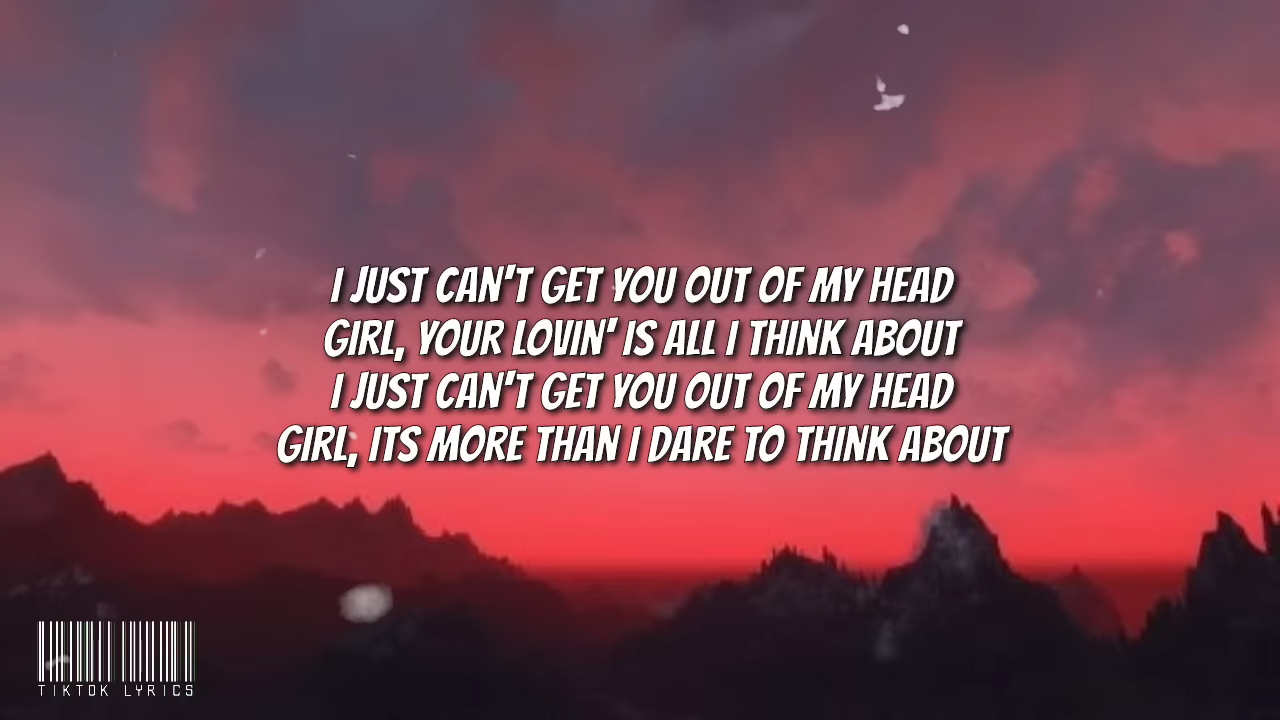 I JUST CAN'T GET YOU OUT OF MY HEAD
GIRL, YOUR LOVIN' IS ALL I THINK ABOUT
I JUST CAN'T GET YOU OUT OF MY HEAD
GIRL, ITS MORE THAN I DARE TO THINK ABOUT
TIKTOK LYRICS